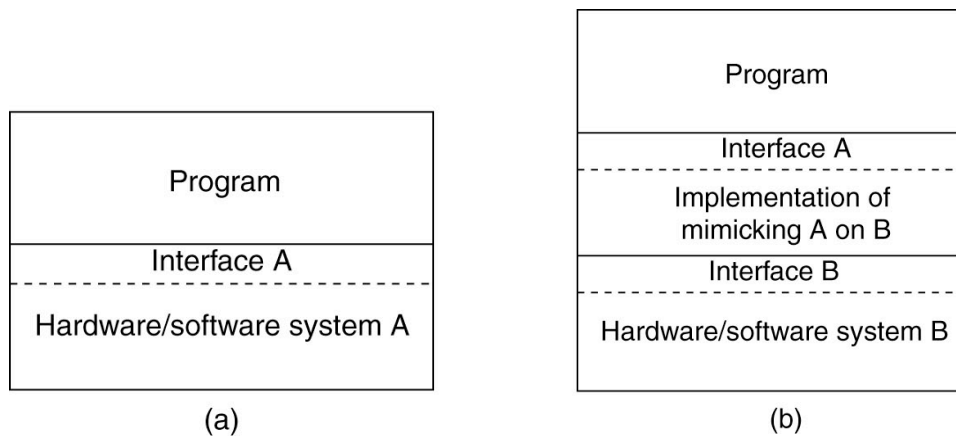 Program
Interface A
Hardware/software system A
(a)
Program
Interface A
Implementation of
mimicking A on B
Interface B
Hardware/software system B
(b)